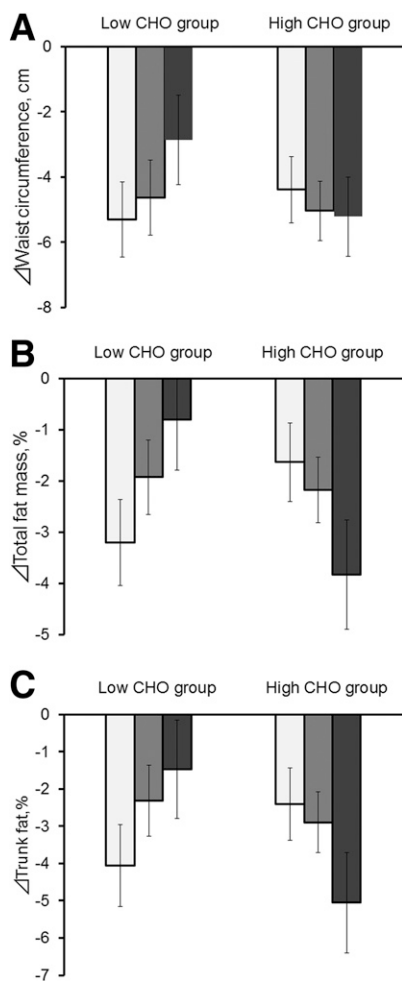 A
Low CHO group High CHO group
⊿Waist circumference, cm
0
-2
-4
-6
-8
B
Low CHO group High CHO group
⊿Total fat mass, %
0
-1
-2
-3
-4
-5
C
Low CHO group High CHO group
⊿Trunk fat,%
0
-1
-2
-3
-4
-5
-6
-7